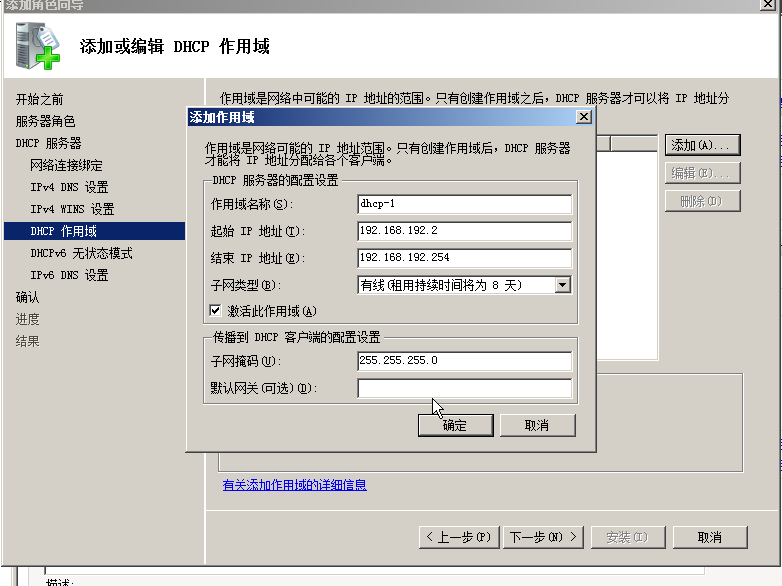 添加角色向导
添加或编辑 DHCP 作用域
开始之前
服务器角色
DHCP 服务器
网络连接绑定
IPv4 DNS 设置
IPv4 WINS 设置
DHCP 作用域
DHCPv6 无状态模式
IPv6 DNS 设置
确认
进度
结果
作用域是网络中可能的 IP 地址的范围。只有创建作用域之后，DHCP 服务器才可以将 IP 地址分
添加(A)...
编辑(E)...
删除(D)
添加作用域
作用域是网络可能的 IP 地址范围。只有创建作用域后，DHCP 服务器
才能将 IP 地址分配给各个客户端。
DHCP 服务器的配置设置
作用域名称(S): dhcp-1
起始 IP 地址(T): 192.168.192.2
结束 IP 地址(E): 192.168.192.254
子网类型(B): 有线(租用持续时间将为 8 天)
激活此作用域(A)
传播到 DHCP 客户端的配置设置
子网掩码(U): 255.255.255.0
默认网关(可选)(D):
确定 取消
有关添加作用域的详细信息
< 上一步(P) 下一步(N) > 安装(I) 取消
描述: